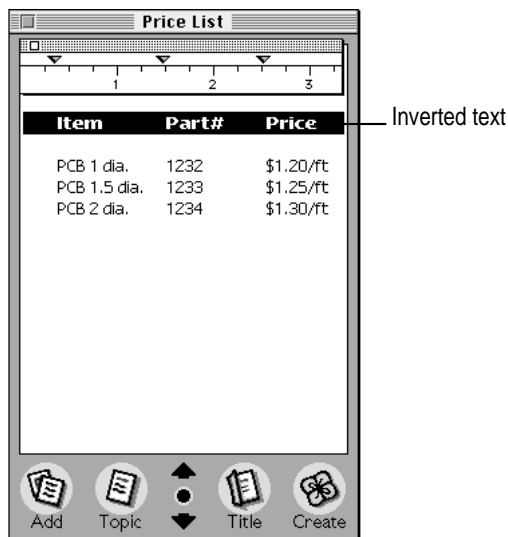 Price List
1 2 3
Item Part# Price
Inverted text
PCB 1 dia. 1232 $1.20/ft
PCB 1.5 dia. 1233 $1.25/ft
PCB 2 dia. 1234 $1.30/ft
Add Topic Title Create